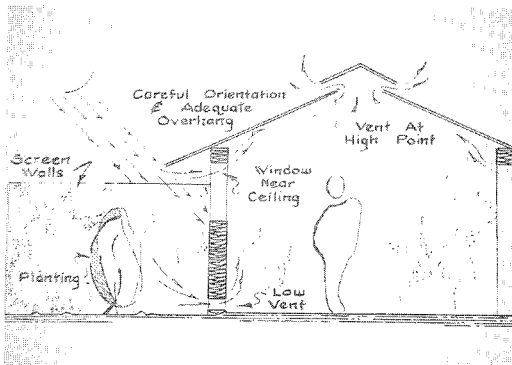 Careful Orientation
& Adequate
Overhang
Vent At
High Point
Screen
Walls
Window
Near
Ceiling
Planting
Low
Vent